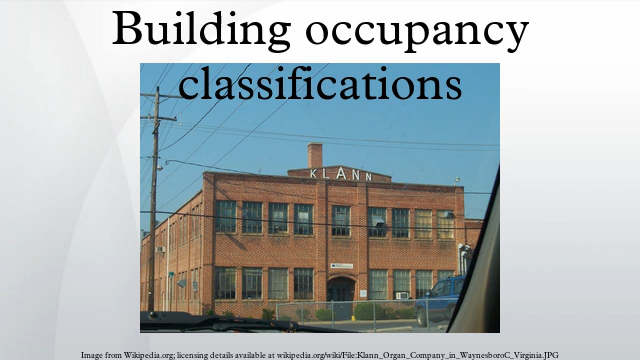 Building occupancy
classifications
KLANN
Image from Wikipedia.org; licensing details available at wikipedia.org/wiki/File:Klann_Organ_Company_in_WaynesboroC_Virginia.JPG